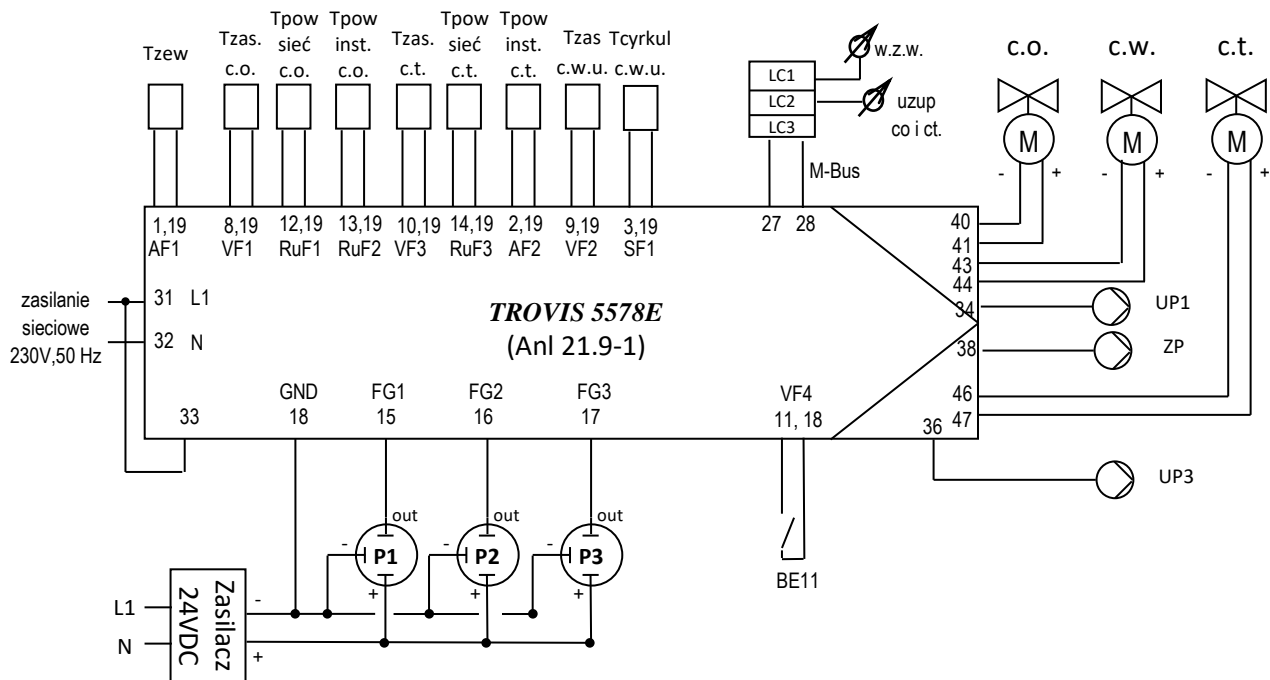 Tzew
Tzas.
c.o.
Tpow
sieć
c.o.
Tpow
inst.
c.o.
Tzas.
c.t.
Tpow
sieć
c.t.
Tpow
inst.
c.t.
Tzas
c.w.u.
Tcyrkul
c.w.u.
LC1
LC2
LC3
w.z.w.
uzup
co i ct.
M-Bus
c.o.
c.w.
c.t.
M
M
M
- +
- +
- +
1,19
AF1
8,19
VF1
12,19
RuF1
13,19
RuF2
10,19
VF3
14,19
RuF3
2,19
AF2
9,19
VF2
3,19
SF1
27
28
40
41
43
44
34
38
46
47
36
UP1
ZP
UP3
zasilanie
sieciowe
230V,50 Hz
31 L1
32 N
33
TROVIS 5578E
(Anl 21.9-1)
GND
18
FG1
15
FG2
16
FG3
17
VF4
11, 18
BE11
out
out
out
- P1 +
- P2 +
- P3 +
L1
N
Zasilacz
24VDC
-
+